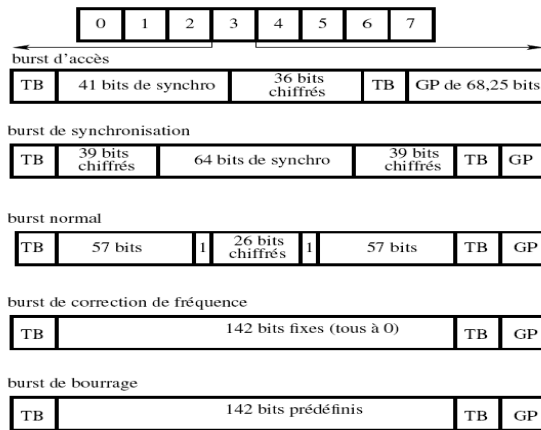 0 1 2 3 4 5 6 7
burst d'accès
TB 41 bits de synchro 36 bits chiffrés TB GP de 68,25 bits
burst de synchronisation
TB 39 bits chiffrés 64 bits de synchro 39 bits chiffrés TB GP
burst normal
TB 57 bits 1 26 bits chiffrés 1 57 bits TB GP
burst de correction de fréquence
TB 142 bits fixes (tous à 0) TB GP
burst de bourrage
TB 142 bits prédéfinis TB GP